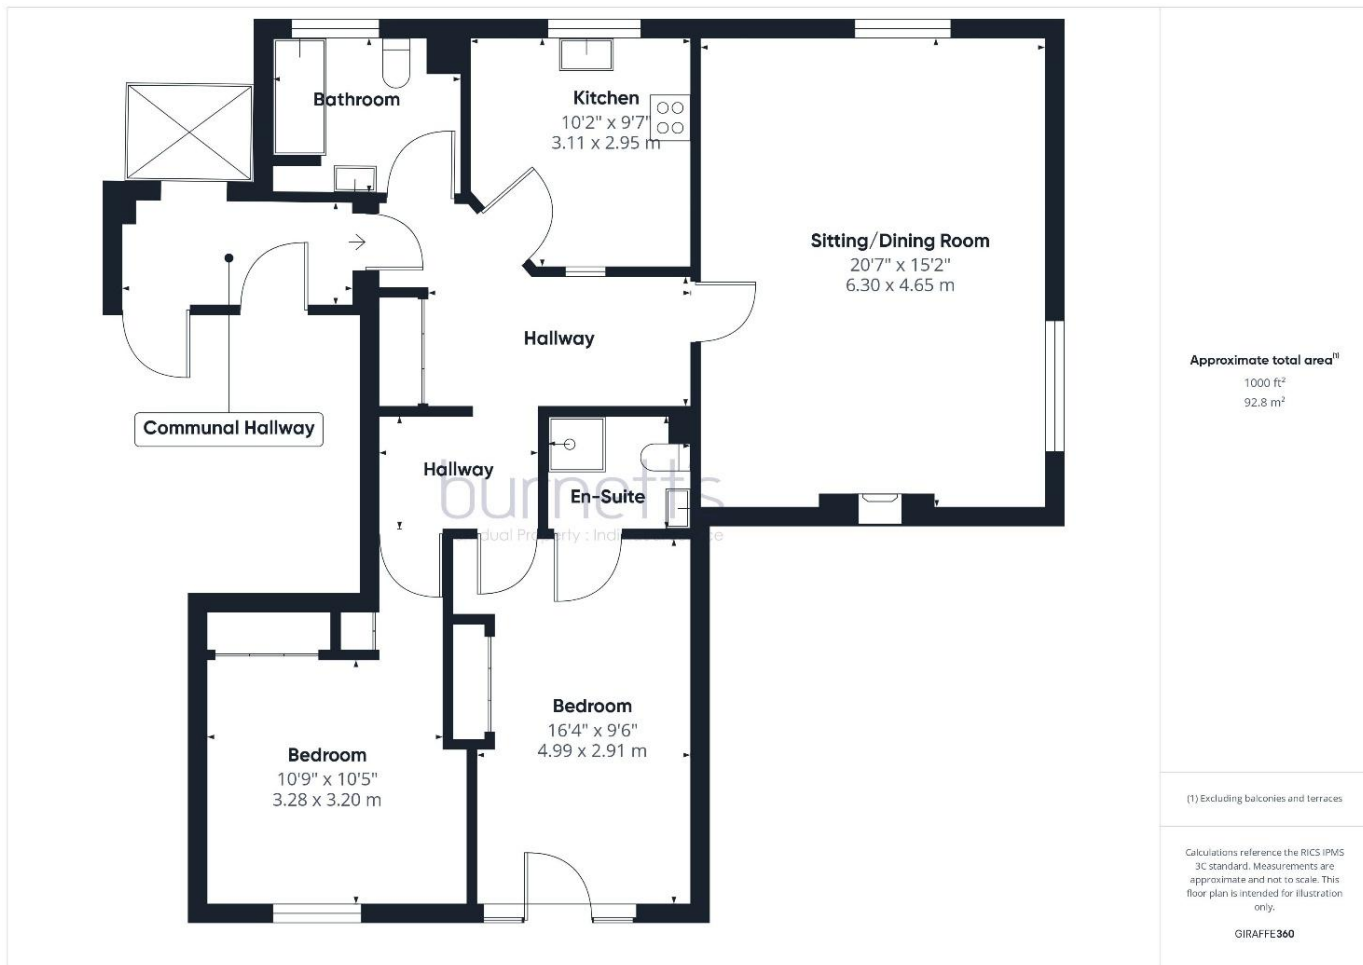 Bathroom
Kitchen
10'2" x 9'7"
3.11 x 2.95 m
Sitting/Dining Room
20'7" x 15'2"
6.30 x 4.65 m
Hallway
Communal Hallway
Hallway
En-Suite
burnetts
Bedroom
16'4" x 9'6"
4.99 x 2.91 m
Bedroom
10'9" x 10'5"
3.28 x 3.20 m
Approximate total area(1)
1000 ft²
92.8 m²
(1) Excluding balconies and terraces
Calculations reference the RICS IPMS
3C standard. Measurements are
approximate and not to scale. This
floor plan is intended for illustration
only.
GIRAFFE360